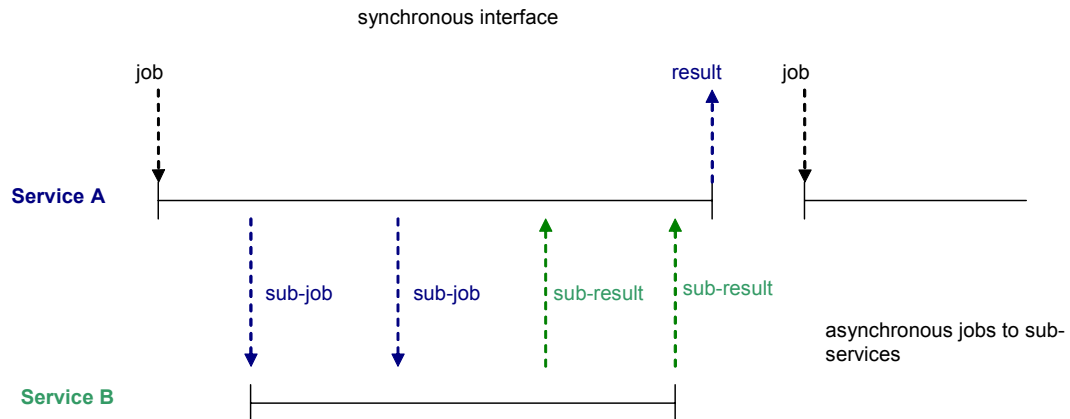 synchronous interface
job
result
job
Service A
sub-job
sub-job
sub-result
sub-result
asynchronous jobs to sub-
services
Service B